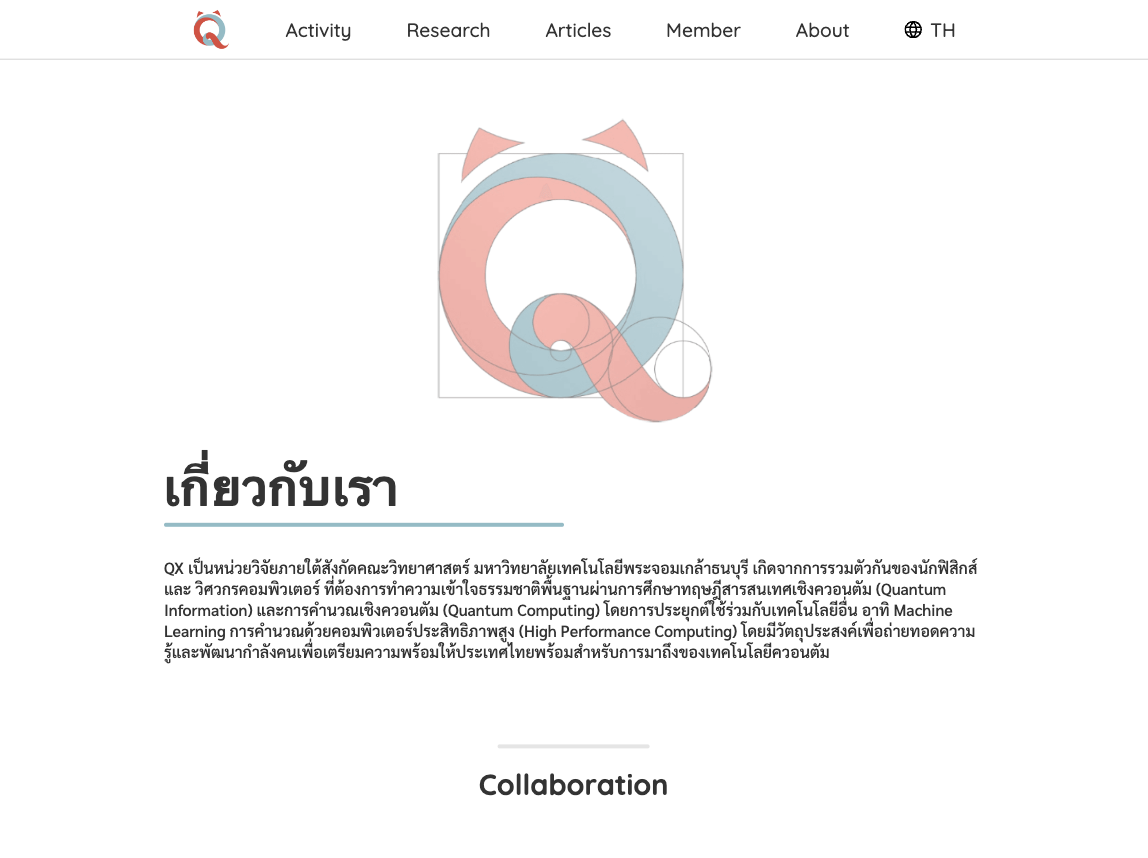 Activity
Research
Articles
Member
About
TH
เกี่ยวกับเรา
QX เป็นหน่วยวิจัยภายใต้สังกัดคณะวิทยาศาสตร์ มหาวิทยาลัยเทคโนโลยีพระจอมเกล้าธนบุรี เกิดจากการรวมตัวกันของนักฟิสิกส์
และ วิศวกรคอมพิวเตอร์ ที่ต้องการทำความเข้าใจธรรมชาติพื้นฐานผ่านการศึกษาทฤษฎีสารสนเทศเชิงควอนตัม (Quantum
Information) และการคำนวณเชิงควอนตัม (Quantum Computing) โดยการประยุกต์ใช้ร่วมกับเทคโนโลยีอื่น อาทิ Machine
Learning การคำนวณด้วยคอมพิวเตอร์ประสิทธิภาพสูง (High Performance Computing) โดยมีวัตถุประสงค์เพื่อถ่ายทอดความ
รู้และพัฒนากำลังคนเพื่อเตรียมความพร้อมให้ประเทศไทยพร้อมสำหรับการมาถึงของเทคโนโลยีควอนตัม
Collaboration